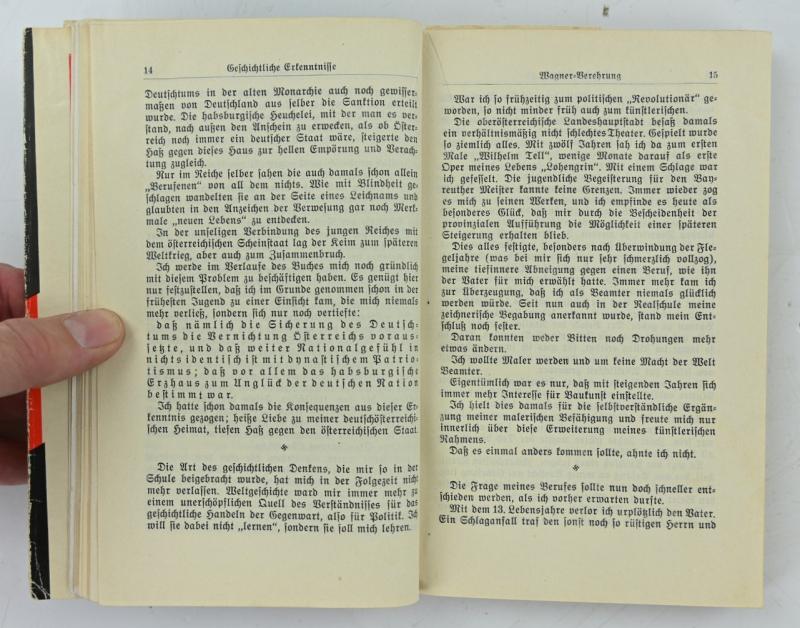 14 Geschichtliche Erkenntnisse
Deutschtums in der alten Monarchie auch noch gewisser-
maßen von Deutschland aus selber die Sanktion erteilt
wurde. Die habsburgische Heuchelei, mit der man es ver-
stand, nach außen den Anschein zu erwecken, als ob Öster-
reich noch immer ein deutscher Staat wäre, steigerte den
Haß gegen dieses Haus zur hellen Empörung und Verach-
tung zugleich.
Nur im Reiche selber sahen die auch damals schon allein
„Berufenen“ von all dem nichts. Wie mit Blindheit ge-
schlagen wandelten sie an der Seite eines Leichnams und
glaubten in den Anzeichen der Verwesung gar noch Merk-
male „neuen Lebens“ zu entdecken.
In der unseligen Verbindung des jungen Reiches mit
dem österreichischen Scheinstaat lag der Keim zum späteren
Weltkrieg, aber auch zum Zusammenbruch.
Ich werde im Verlaufe des Buches mich noch gründlich
mit diesem Problem zu beschäftigen haben. Es genügt hier
nur festzustellen, daß ich im Grunde genommen schon in der
frühesten Jugend zu einer Einsicht kam, die mich niemals
mehr verließ, sondern sich nur noch vertiefte:
daß nämlich die Sicherung des Deutsch-
tums die Vernichtung Österreichs voraus-
setzte, und daß weiter Nationalgefühl in
nichts identisch ist mit dynastischem Patrio-
tismus; daß vor allem das habsburgische
Erzhaus zum Unglück der deutschen Nation
bestimmt war.
Ich hatte schon damals die Konsequenzen aus dieser Er-
kenntnis gezogen; heiße Liebe zu meiner deutschösterreichi-
schen Heimat, tiefen Haß gegen den österreichischen Staat.
*
Die Art des geschichtlichen Denkens, die mir so in der
Schule beigebracht wurde, hat mich in der Folgezeit nicht
mehr verlassen. Weltgeschichte ward mir immer mehr zu
einem unerschöpflichen Quell des Verständnisses für das
geschichtliche Handeln der Gegenwart, also für Politik. Ich
will sie dabei nicht „lernen“, sondern sie soll mich lehren.
Wagner-Verehrung 15
War ich so frühzeitig zum politischen „Revolutionär“ ge-
worden, so nicht minder früh auch zum künstlerischen.
Die oberösterreichische Landeshauptstadt besaß damals
ein verhältnismäßig nicht schlechtes Theater. Gespielt wurde
so ziemlich alles. Mit zwölf Jahren sah ich da zum ersten
Male „Wilhelm Tell“, wenige Monate darauf als erste
Oper meines Lebens „Lohengrin“. Mit einem Schlage war
ich gefesselt. Die jugendliche Begeisterung für den Bay-
reuther Meister kannte keine Grenzen. Immer wieder zog
es mich zu seinen Werken, und ich empfinde es heute als
besonderes Glück, daß mir durch die Bescheidenheit der
provinzialen Aufführung die Möglichkeit einer späteren
Steigerung erhalten blieb.
Dies alles festigte, besonders nach Überwindung der Fle-
geljahre (was bei mir sich nur sehr schmerzlich vollzog),
meine tiefinnere Abneigung gegen einen Beruf, wie ihn
der Vater für mich erwählt hatte. Immer mehr kam ich
zur Überzeugung, daß ich als Beamter niemals glücklich
werden würde. Seit nun auch in der Realschule meine
zeichnerische Begabung anerkannt wurde, stand mein Ent-
schluß noch fester.
Daran konnten weder Bitten noch Drohungen mehr
etwas ändern.
Ich wollte Maler werden und um keine Macht der Welt
Beamter.
Eigentümlich war es nur, daß mit steigenden Jahren sich
immer mehr Interesse für Baukunst einstellte.
Ich hielt dies damals für die selbstverständliche Ergän-
zung meiner malerischen Befähigung und freute mich nur
innerlich über diese Erweiterung meines künstlerischen
Rahmens.
Daß es einmal anders kommen sollte, ahnte ich nicht.
*
Die Frage meines Berufes sollte nun doch schneller ent-
schieden werden, als ich vorher erwarten durfte.
Mit dem 13. Lebensjahre verlor ich urplötzlich den Vater.
Ein Schlaganfall traf den sonst noch so rüstigen Herrn und